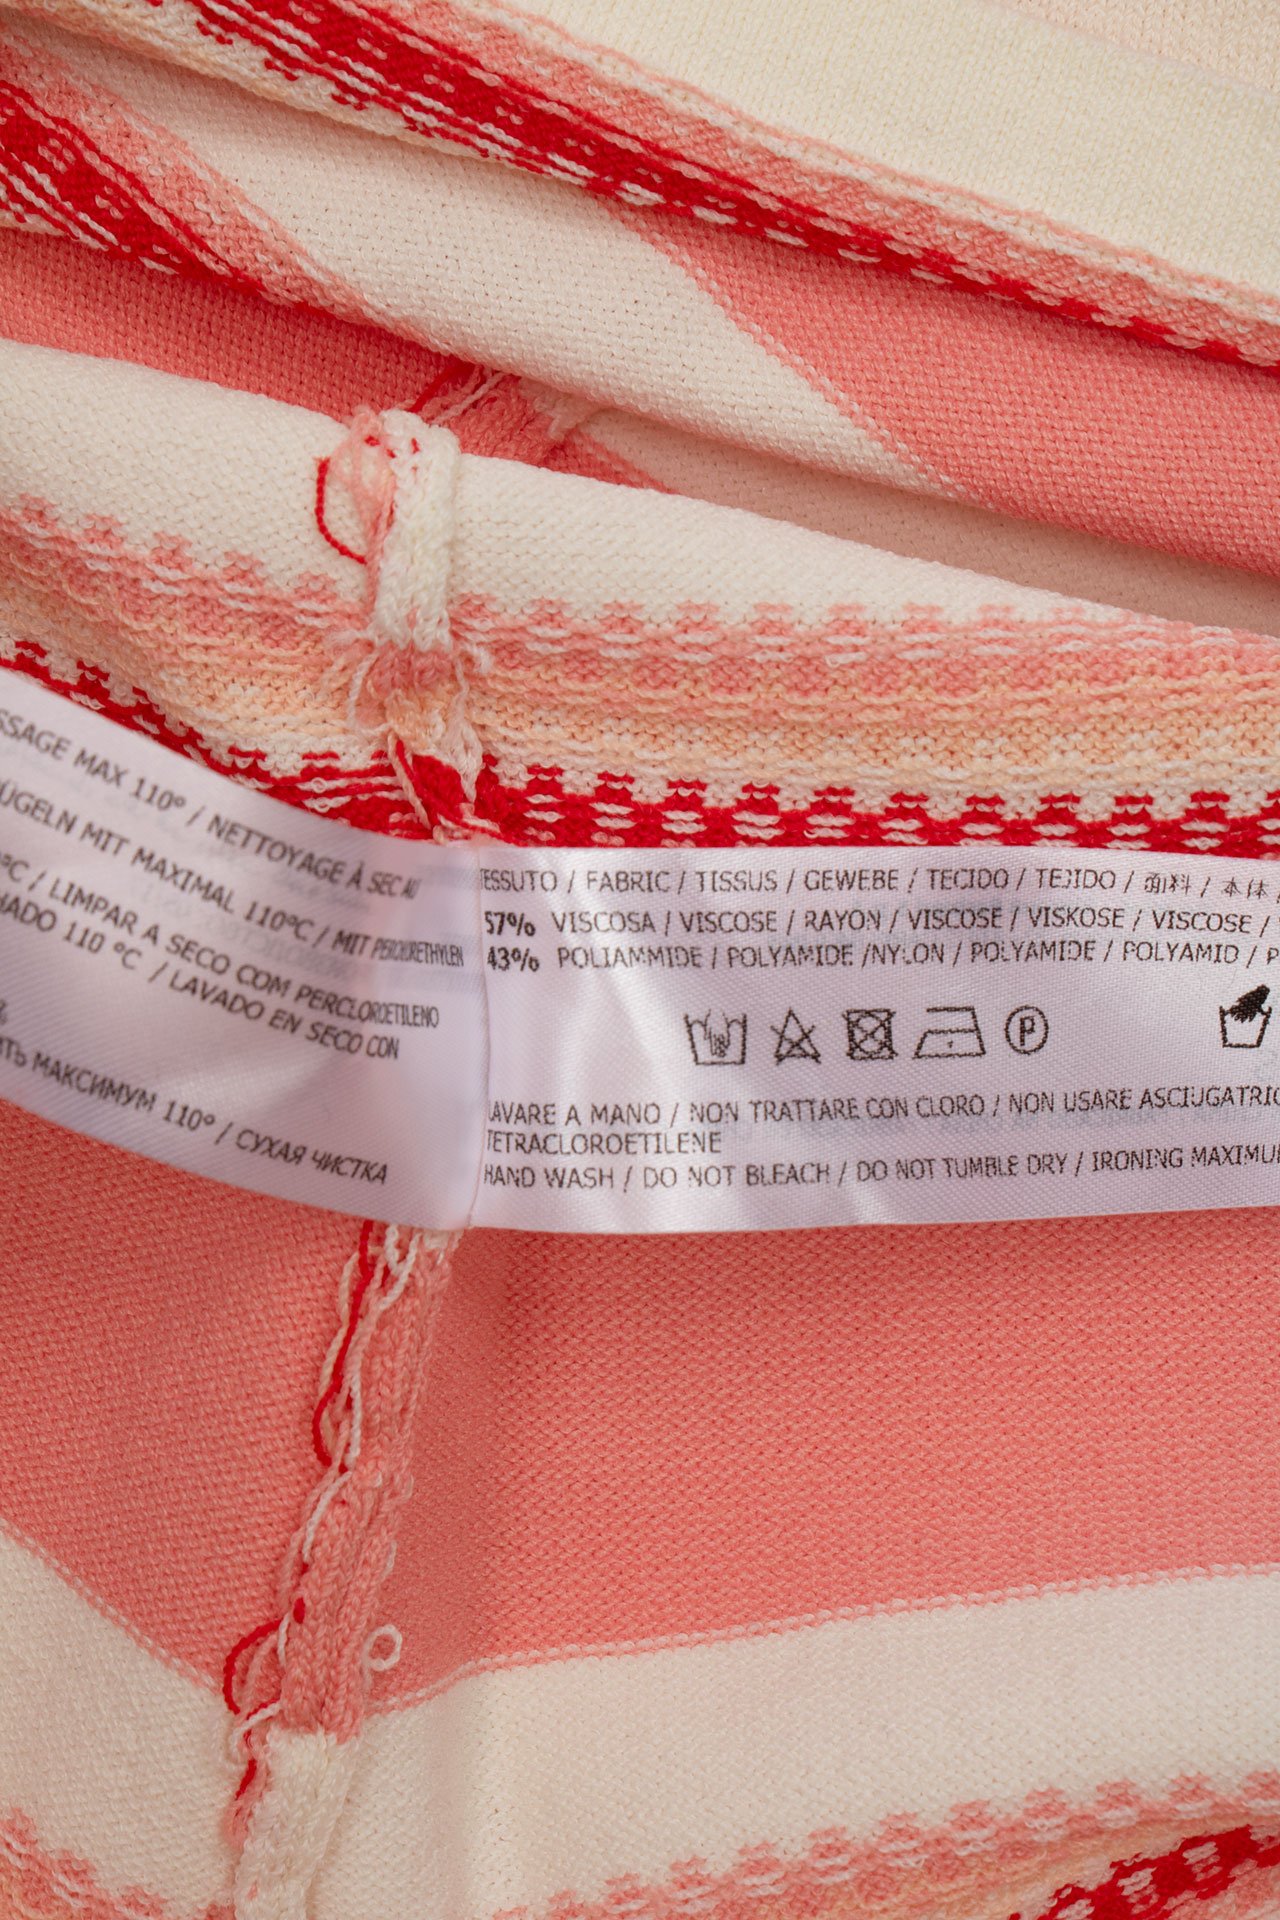 SSAGE MAX 110° / NETTOYAGE À SEC AU
ÜGELN MIT MAXIMAL 110°C / MIT PERCLORETHYLEN
°C / LIMPAR A SECO COM PERCLOROETILENO
HADO 110 °C / LAVADO EN SECO CON
%
ИТЬ МАКСИМУМ 110° / СУХАЯ ЧИСТКА
TESSUTO / FABRIC / TISSUS / GEWEBE / TECIDO / TEJIDO / 面料 / 本体
57% VISCOSA / VISCOSE / RAYON / VISCOSE / VISKOSE / VISCOSE /
43% POLIAMMIDE / POLYAMIDE /NYLON / POLYAMIDE / POLYAMID / P
P
LAVARE A MANO / NON TRATTARE CON CLORO / NON USARE ASCIUGATRIC
TETRACLOROETILENE
HAND WASH / DO NOT BLEACH / DO NOT TUMBLE DRY / IRONING MAXIMU